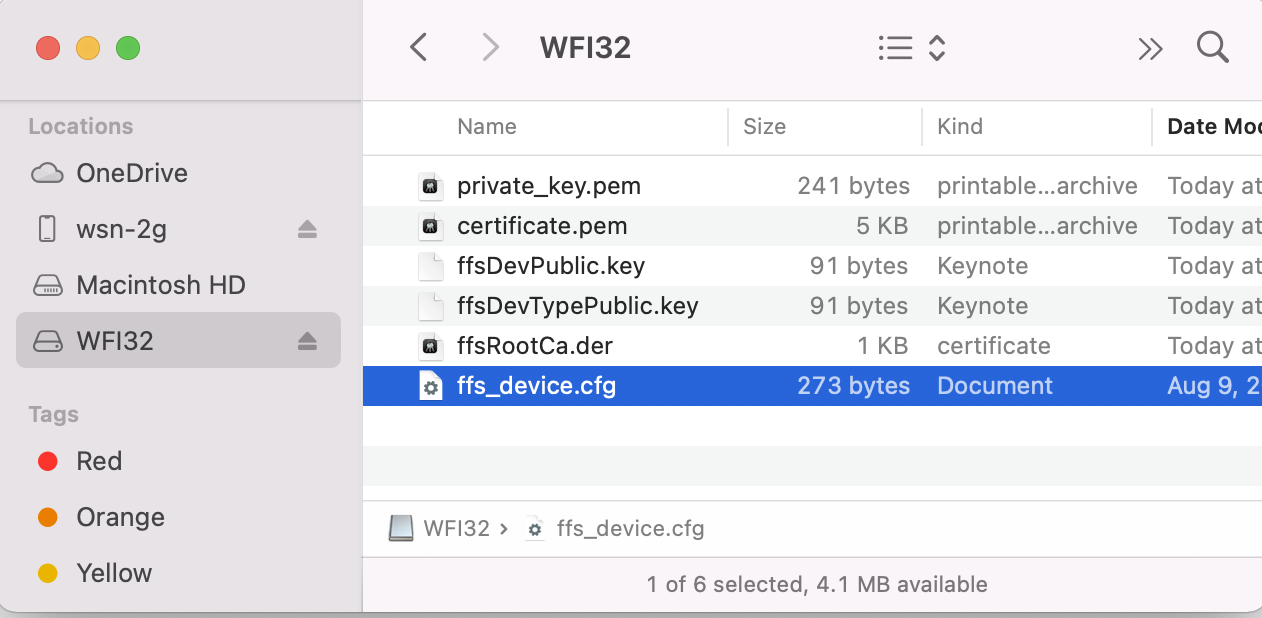 WFI32
Locations
OneDrive
wsn-2g
Macintosh HD
WFI32
Tags
Red
Orange
Yellow
Name Size Kind Date Moc
private_key.pem 241 bytes printable...archive Today at
certificate.pem 5 KB printable...archive Today at
ffsDevPublic.key 91 bytes Keynote Today at
ffsDevTypePublic.key 91 bytes Keynote Today at
ffsRootCa.der 1 KB certificate Today at
ffs_device.cfg 273 bytes Document Aug 9, 2
WFI32 › ffs_device.cfg
1 of 6 selected, 4.1 MB available